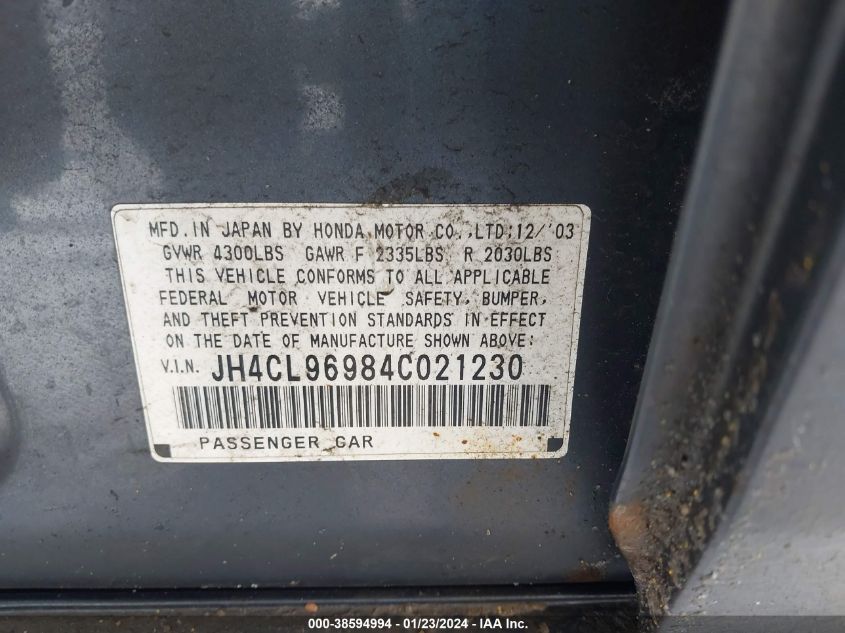 MFD. IN JAPAN BY HONDA MOTOR CO., LTD; 12/'03
GVWR 4300LBS GAWR F 2335LBS R 2030LBS
THIS VEHICLE CONFORMS TO ALL APPLICABLE
FEDERAL MOTOR VEHICLE SAFETY, BUMPER,
AND THEFT PREVENTION STANDARDS IN EFFECT
ON THE DATE OF MANUFACTURE SHOWN ABOVE:
V.I.N. JH4CL96984C021230
PASSENGER CAR
000-38594994 - 01/23/2024 - © IAA Inc.